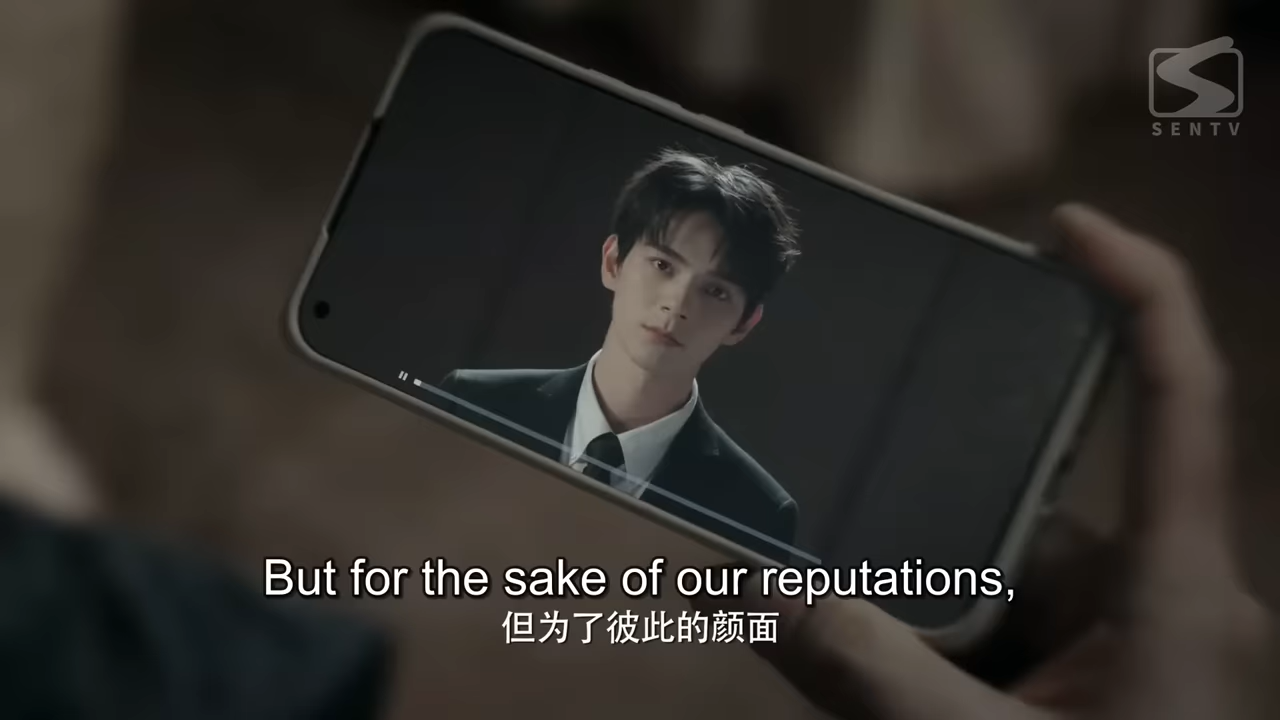 SENTV
But for the sake of our reputations,
但为了彼此的颜面